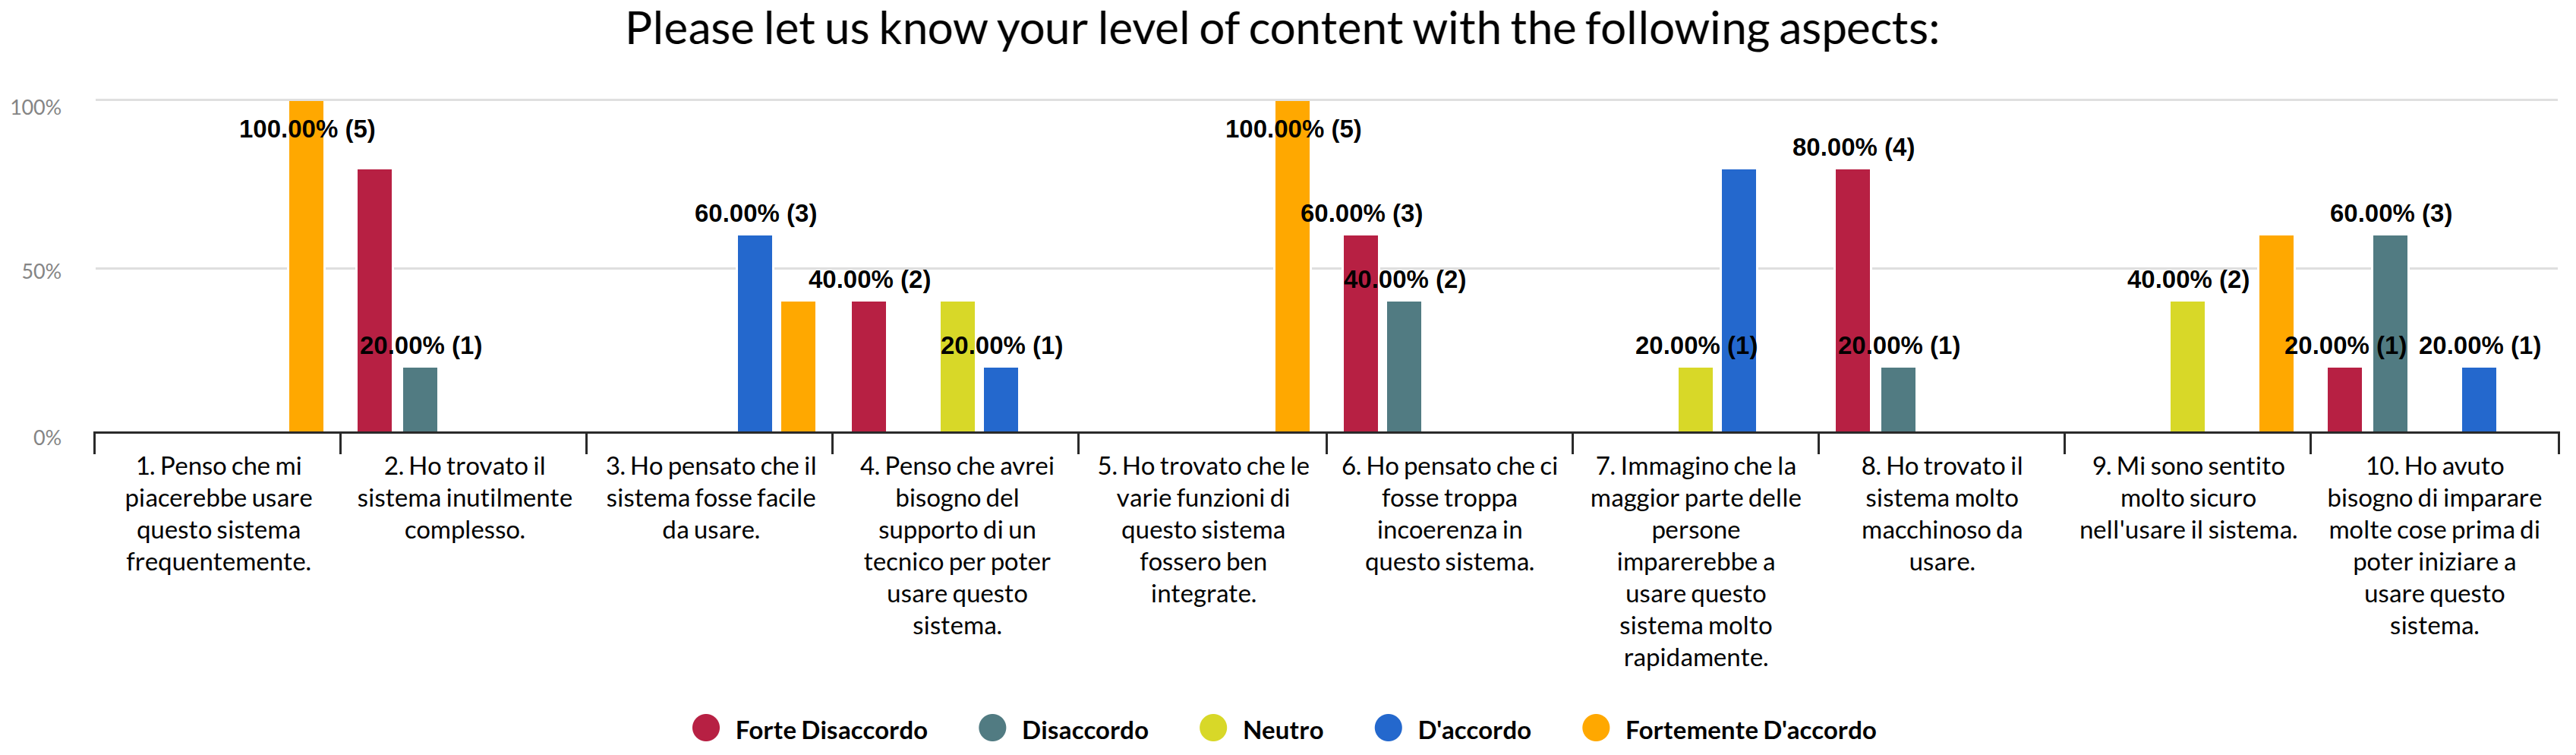 Please let us know your level of content with the following aspects:
100%
50%
0%
100.00% (5)
20.00% (1)
60.00% (3)
40.00% (2)
20.00% (1)
100.00% (5)
60.00% (3)
40.00% (2)
20.00% (1)
80.00% (4)
20.00% (1)
40.00% (2)
20.00% (1)
60.00% (3)
20.00% (1)
1. Penso che mi
piacerebbe usare
questo sistema
frequentemente.
2. Ho trovato il
sistema inutilmente
complesso.
3. Ho pensato che il
sistema fosse facile
da usare.
4. Penso che avrei
bisogno del
supporto di un
tecnico per poter
usare questo
sistema.
5. Ho trovato che le
varie funzioni di
questo sistema
fossero ben
integrate.
6. Ho pensato che ci
fosse troppa
incoerenza in
questo sistema.
7. Immagino che la
maggior parte delle
persone
imparerebbe a
usare questo
sistema molto
rapidamente.
8. Ho trovato il
sistema molto
macchinoso da
usare.
9. Mi sono sentito
molto sicuro
nell'usare il sistema.
10. Ho avuto
bisogno di imparare
molte cose prima di
poter iniziare a
usare questo
sistema.
Forte Disaccordo
Disaccordo
Neutro
D'accordo
Fortemente D'accordo